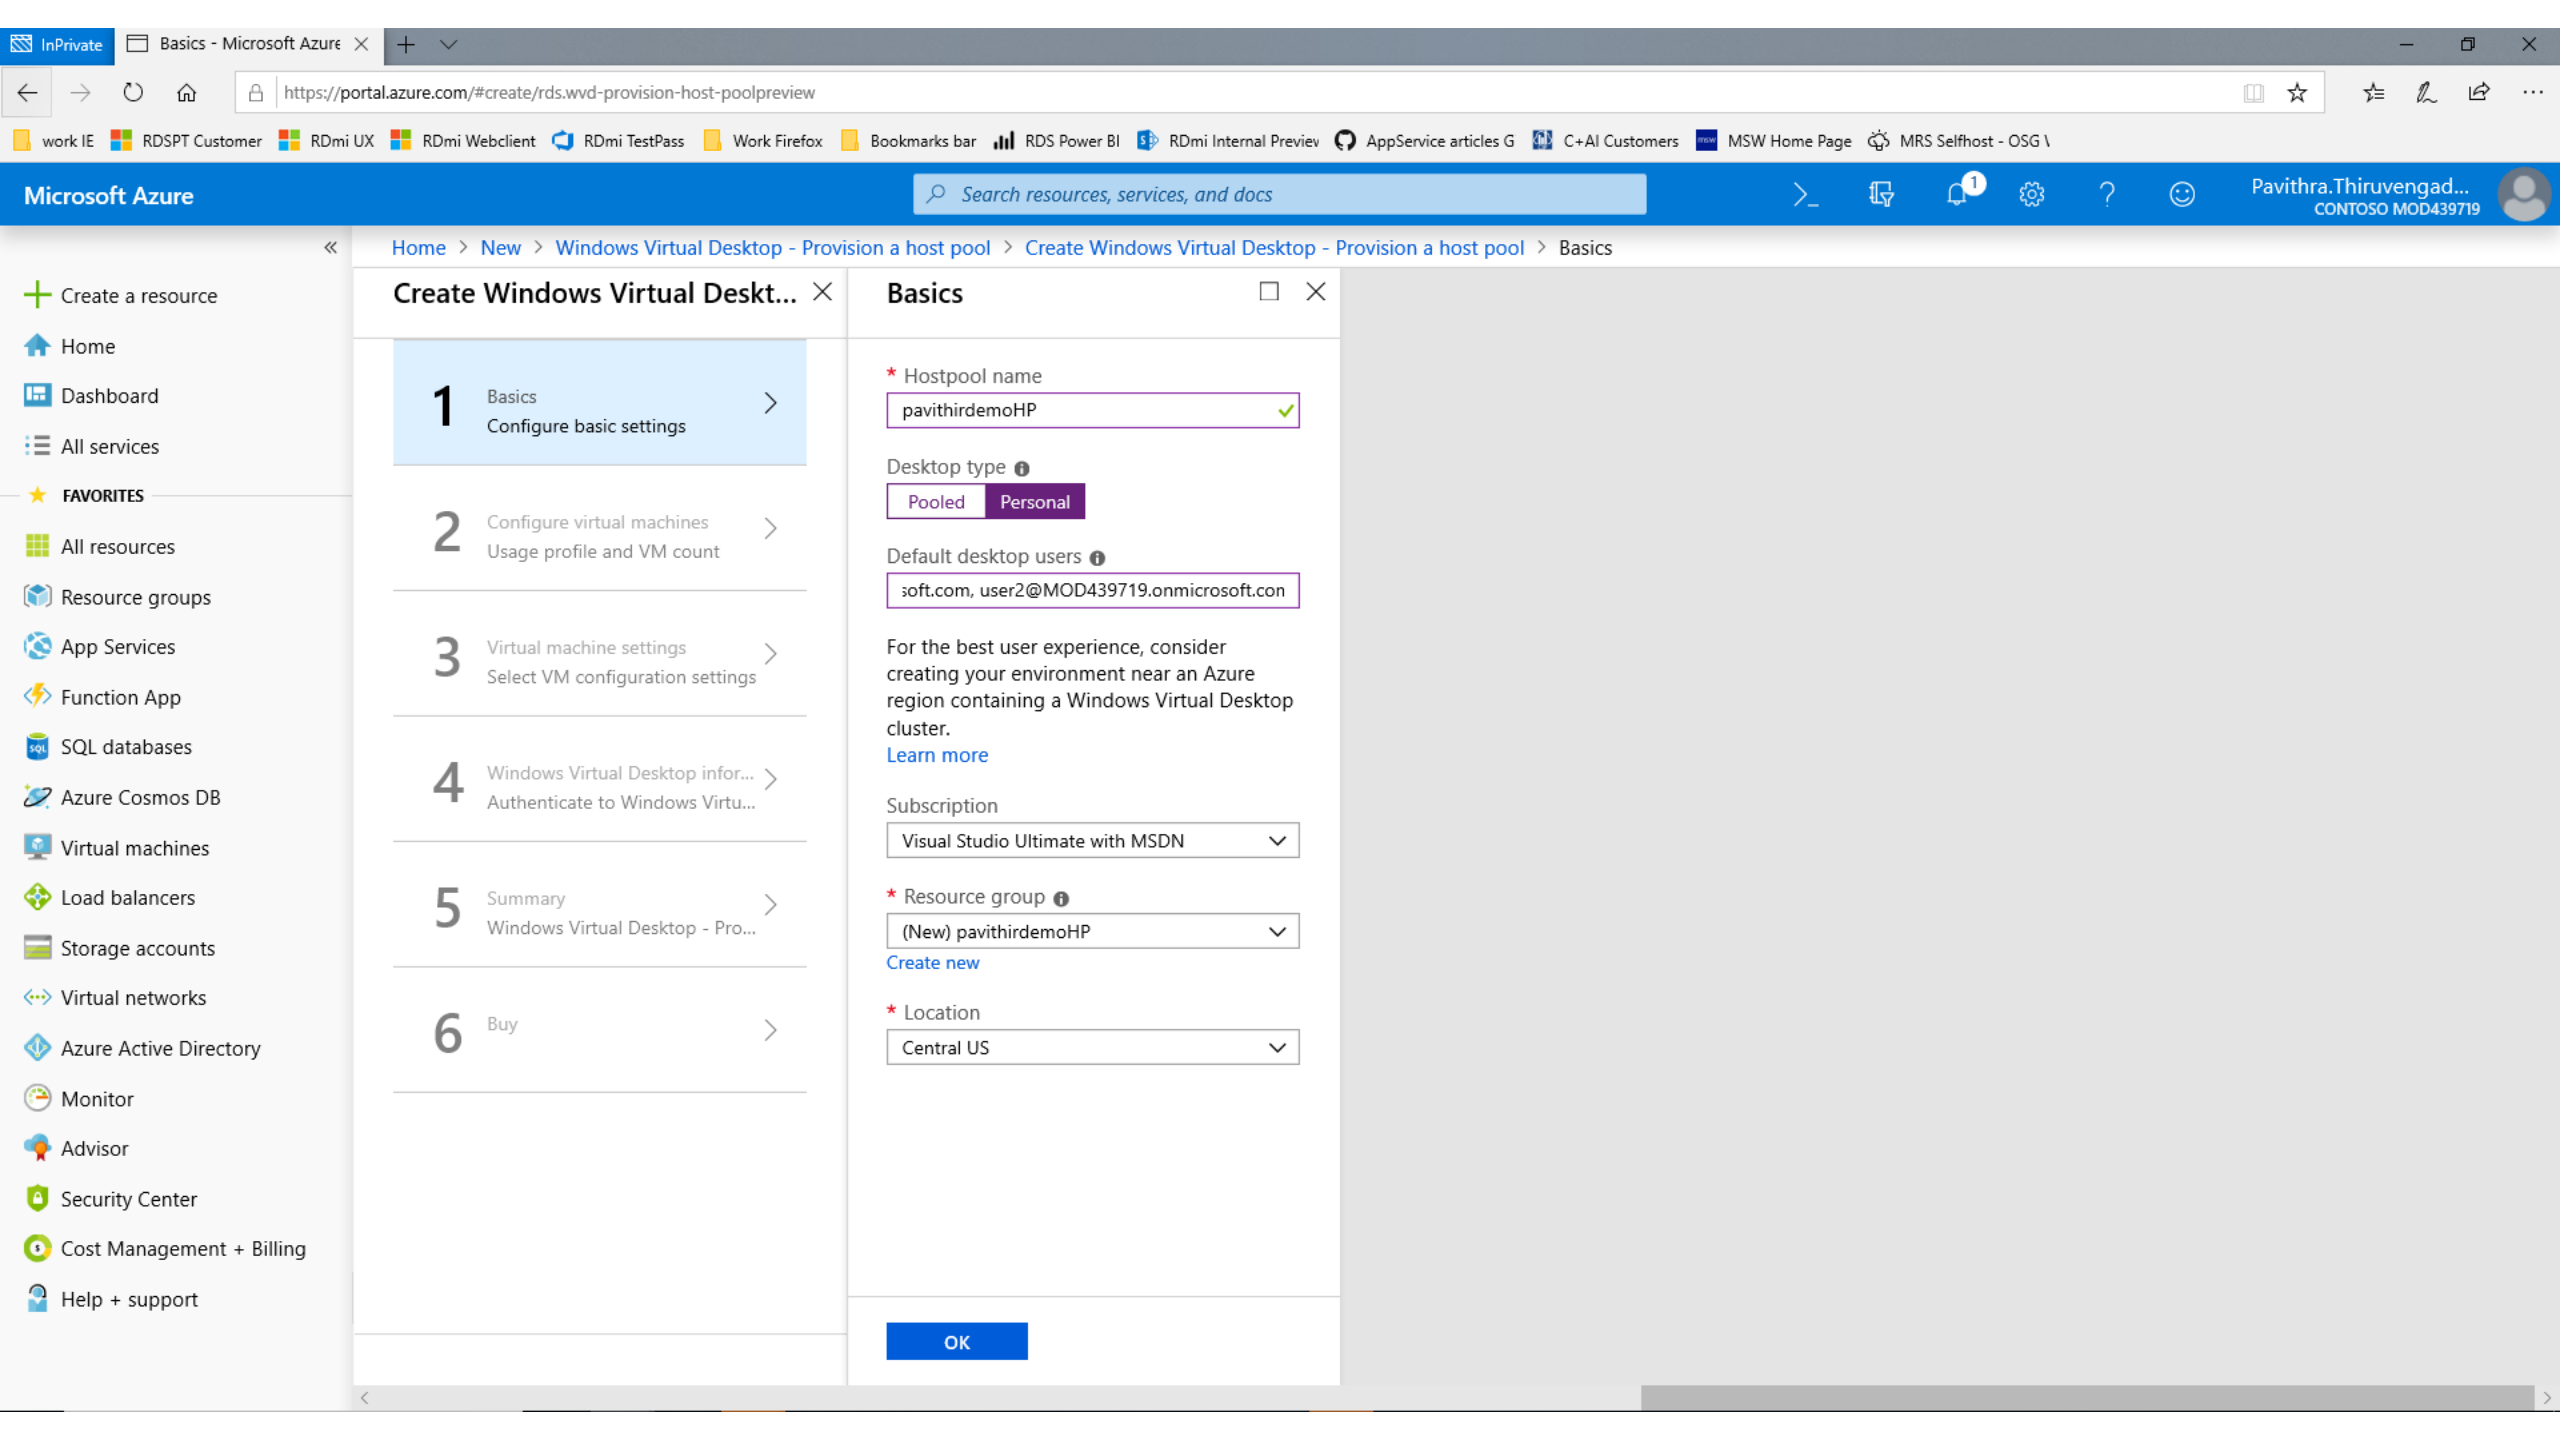 InPrivate
Basics - Microsoft Azure
https://portal.azure.com/#create/rds.wvd-provision-host-poolpreview
work IE RDSPT Customer RDmi UX RDmi Webclient RDmi TestPass Work Firefox Bookmarks bar RDS Power BI RDmi Internal Preview AppService articles G C+AI Customers MSW Home Page MRS Selfhost - OSG \
Microsoft Azure
Search resources, services, and docs
1
Pavithra.Thiruvengad...
CONTOSO MOD439719
Home > New > Windows Virtual Desktop - Provision a host pool > Create Windows Virtual Desktop - Provision a host pool > Basics
Create a resource
Home
Dashboard
All services
FAVORITES
All resources
Resource groups
App Services
Function App
SQL databases
Azure Cosmos DB
Virtual machines
Load balancers
Storage accounts
Virtual networks
Azure Active Directory
Monitor
Advisor
Security Center
Cost Management + Billing
Help + support
Create Windows Virtual Deskt...
1 Basics
Configure basic settings
2 Configure virtual machines
Usage profile and VM count
3 Virtual machine settings
Select VM configuration settings
4 Windows Virtual Desktop infor...
Authenticate to Windows Virtu...
5 Summary
Windows Virtual Desktop - Pro...
6 Buy
Basics
* Hostpool name
pavithirdemoHP
Desktop type
Pooled Personal
Default desktop users
soft.com, user2@MOD439719.onmicrosoft.com
For the best user experience, consider
creating your environment near an Azure
region containing a Windows Virtual Desktop
cluster.
Learn more
Subscription
Visual Studio Ultimate with MSDN
* Resource group
(New) pavithirdemoHP
Create new
* Location
Central US
OK